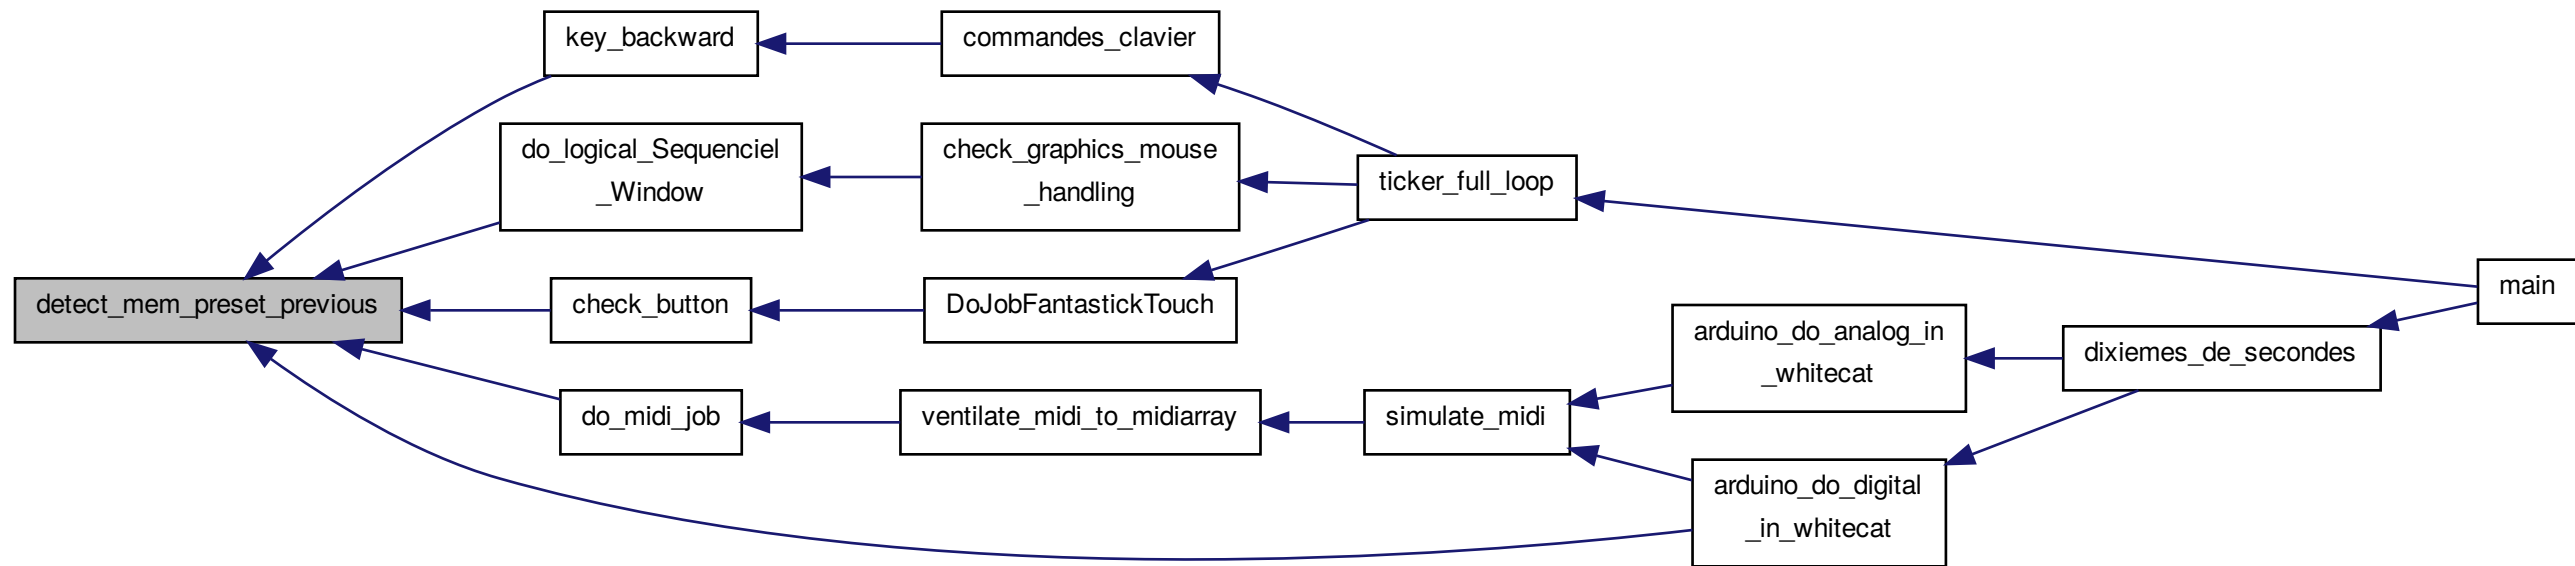 key_backward
commandes_clavier
do_logical_Sequenciel
_Window
check_graphics_mouse
_handling
ticker_full_loop
main
detect_mem_preset_previous
check_button
DoJobFantastickTouch
arduino_do_analog_in
_whitecat
dixiemes_de_secondes
do_midi_job
ventilate_midi_to_midiarray
simulate_midi
arduino_do_digital
_in_whitecat